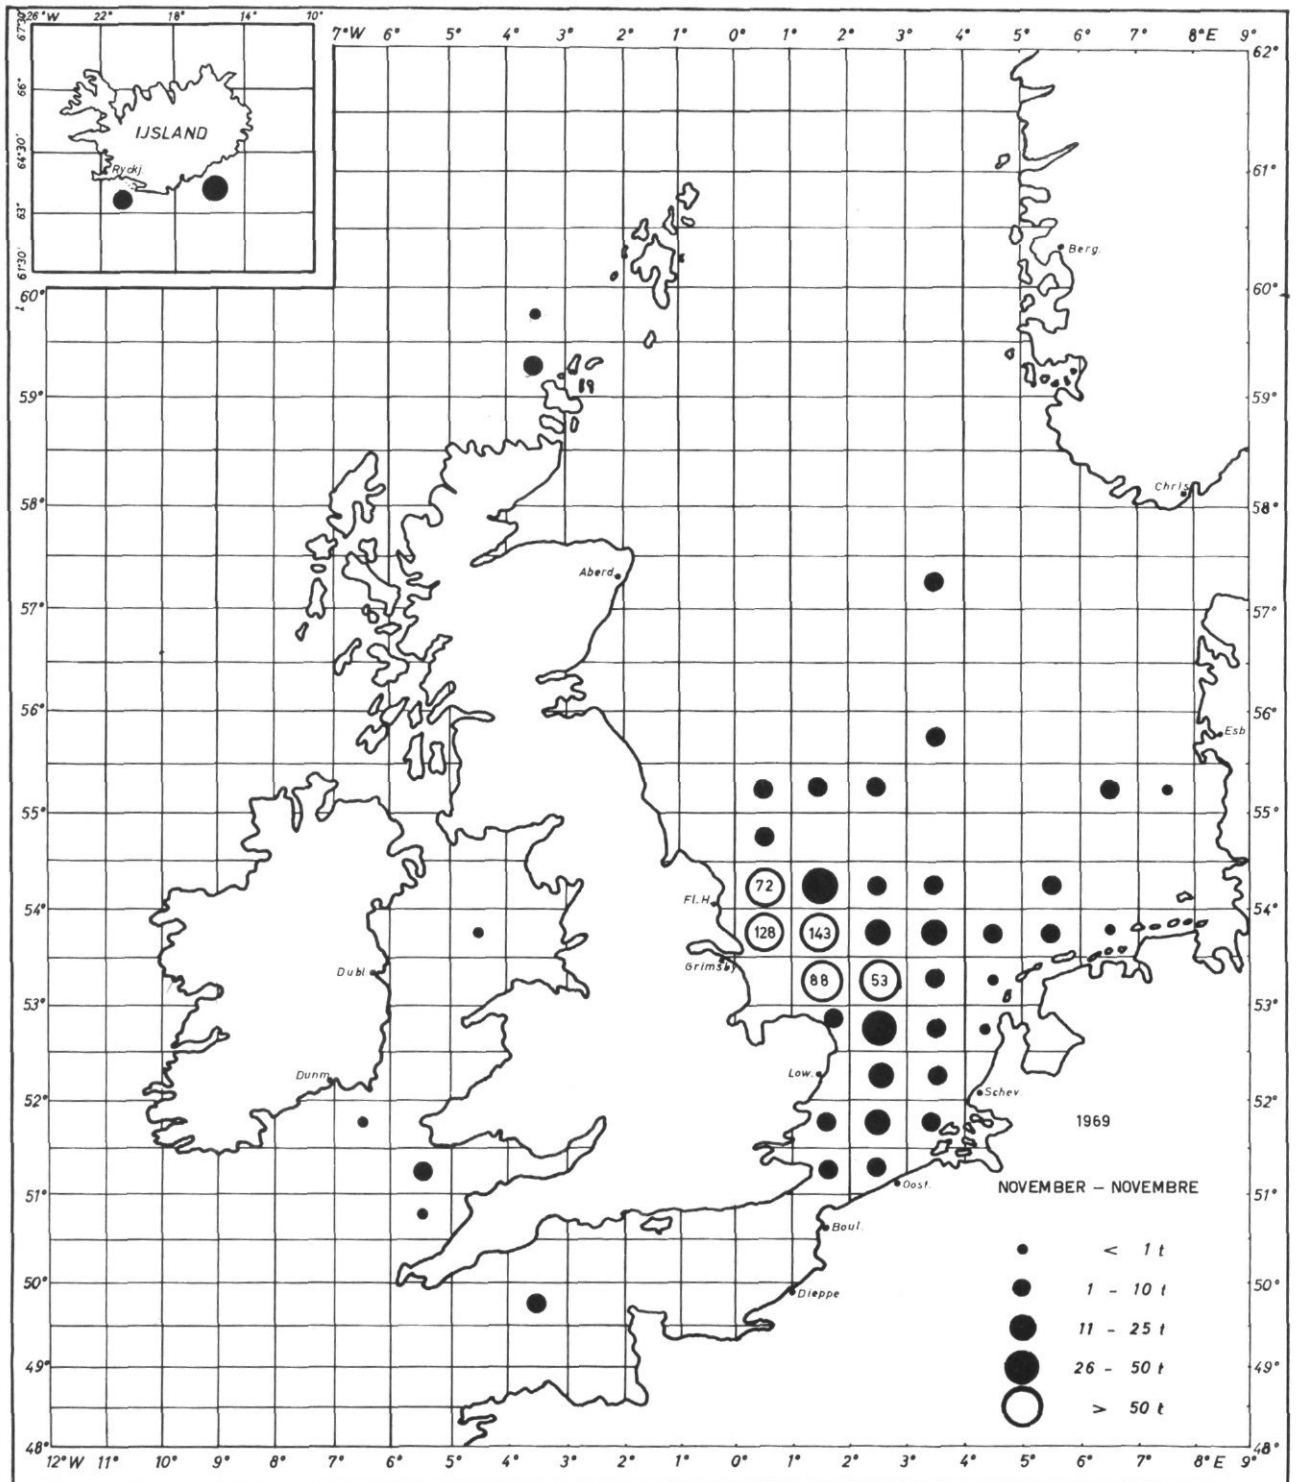 26°W 22° 18° 14° 10°
67°30'
66°
64°30'
63°
61°30'
IJSLAND
Ryckj.
7°W 6° 5° 4° 3° 2° 1° 0° 1° 2° 3° 4° 5° 6° 7° 8°E 9°
62°
61°
Berg.
60° 60°
59° 59°
Chris
58° 58°
Aberd.
57° 57°
56° 56°
Esb
55° 55°
72
Fl.H.
54° 54°
128 143
Grimsby
Dubl.
88 53
53° 53°
Dunm.
Low.
Schev.
52° 52°
1969
Oost.
51° 51°
NOVEMBER – NOVEMBRE
Boul.
< 1 t
Dieppe
50° 50°
1 – 10 t
11 – 25 t
49° 49°
26 – 50 t
> 50 t
48° 48°
12°W 11° 10° 9° 8° 7° 6° 5° 4° 3° 2° 1° 0° 1° 2° 3° 4° 5° 6° 7° 8°E 9°